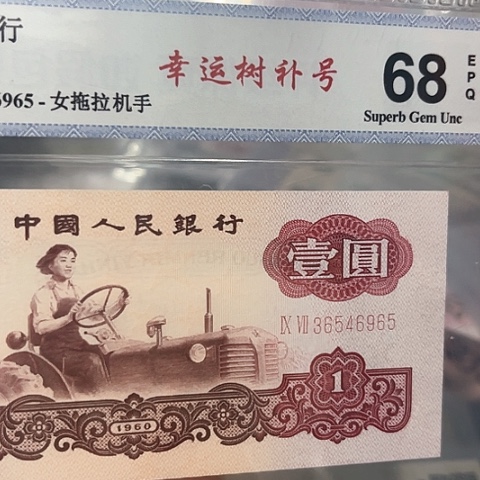 行
幸运树补号
68
EPQ
6965 - 女拖拉机手
Superb Gem Unc
中國人民銀行
壹圓
IX VII 36546965
1
1960